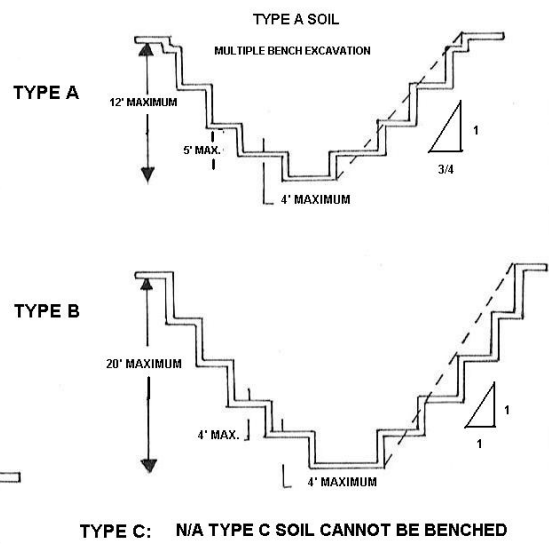 TYPE A SOIL
MULTIPLE BENCH EXCAVATION
TYPE A
12' MAXIMUM
5' MAX.
4' MAXIMUM
1
3/4
TYPE B
20' MAXIMUM
4' MAX.
4' MAXIMUM
1
1
TYPE C: N/A TYPE C SOIL CANNOT BE BENCHED